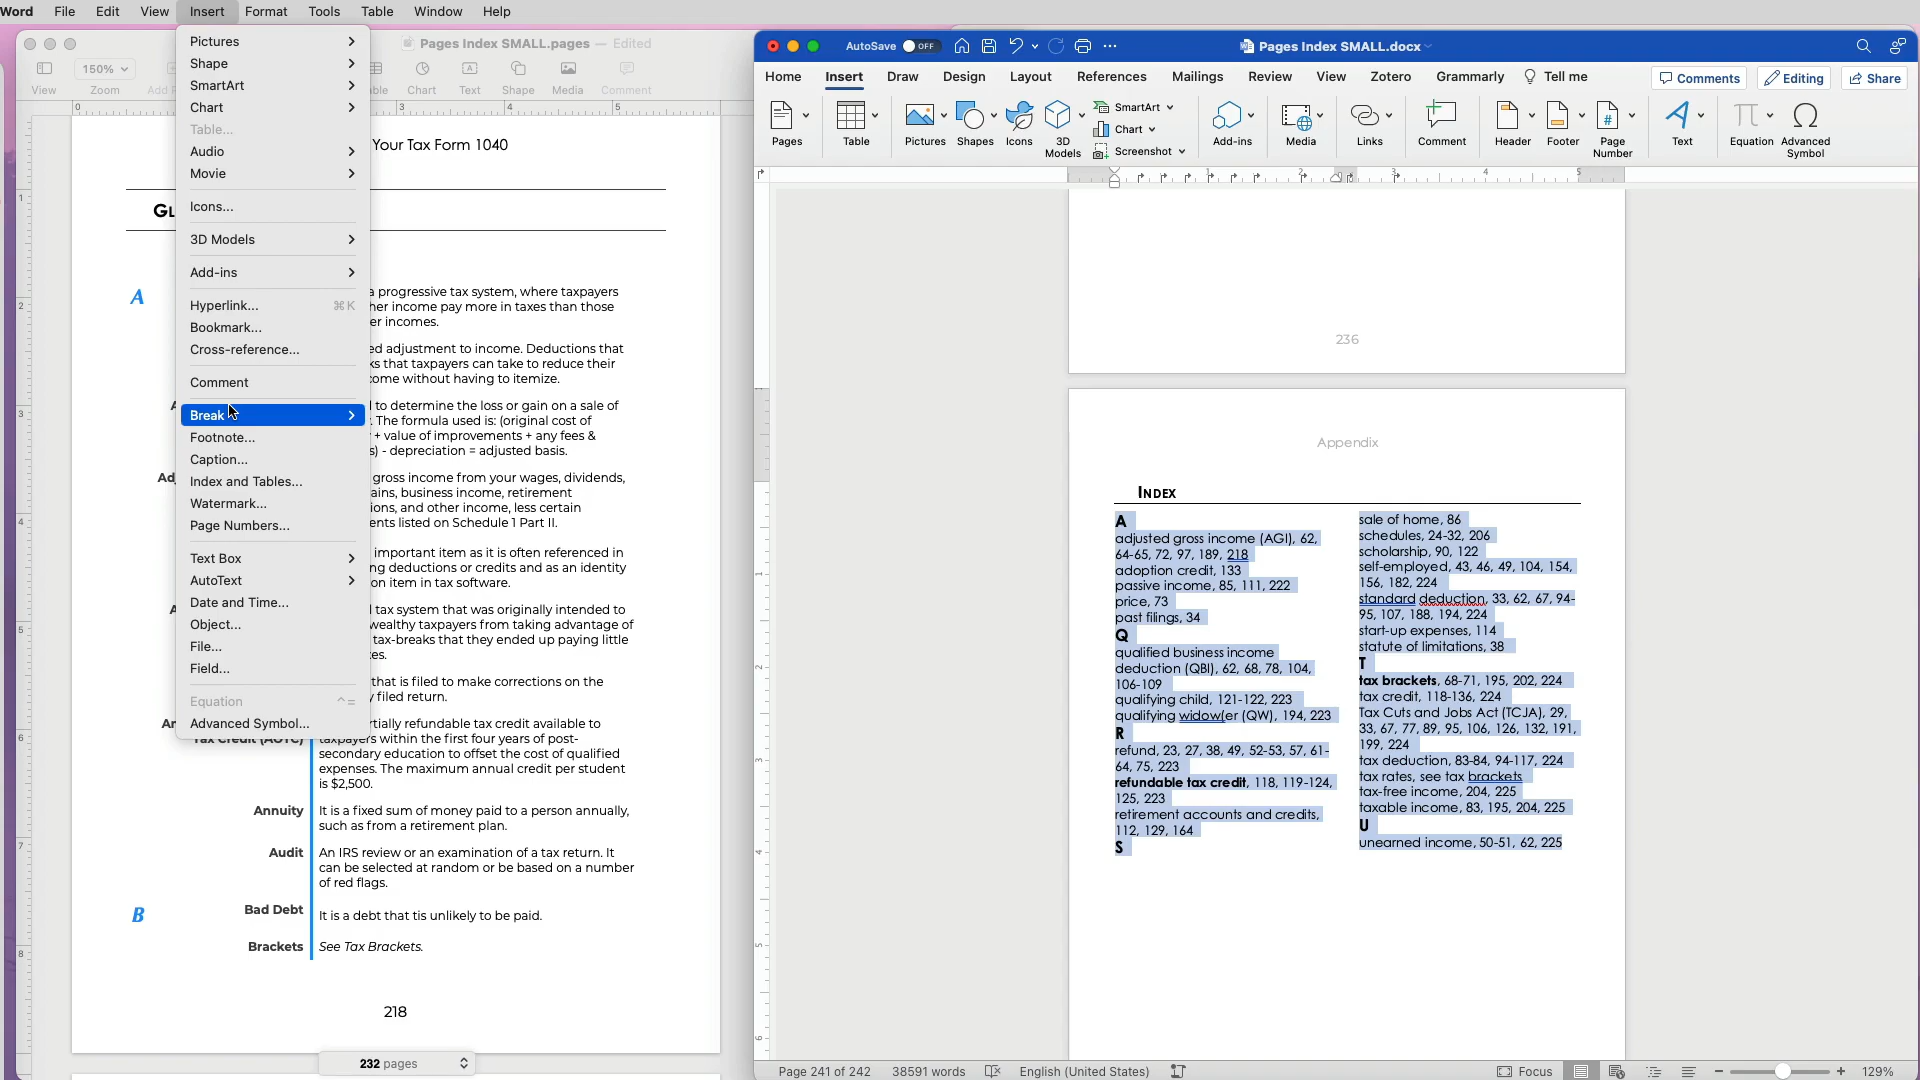 Word File Edit View Insert Format Tools Table Window Help
Pages Index SMALL.pages — Edited
150%
View Zoom Chart Text Shape Media Comment
0 3 4 5
Your Tax Form 1040
A
a progressive tax system, where taxpayers
income pay more in taxes than those
incomes.
adjustment to income. Deductions that
that taxpayers can take to reduce their
without having to itemize.
to determine the loss or gain on a sale of
The formula used is: (original cost of
+ value of improvements + any fees &
- depreciation = adjusted basis.
gross income from your wages, dividends,
business income, retirement
and other income, less certain
listed on Schedule 1 Part II.
important item as it is often referenced in
deductions or credits and as an identity
on item in tax software.
tax system that was originally intended to
wealthy taxpayers from taking advantage of
tax-breaks that they ended up paying little
that is filed to make corrections on the
filed return.
refundable tax credit available to
Tax Credit (AOTC)
taxpayers within the first four years of post-
secondary education to offset the cost of qualified
expenses. The maximum annual credit per student
is $2,500.
Annuity
It is a fixed sum of money paid to a person annually,
such as from a retirement plan.
Audit
An IRS review or an examination of a tax return. It
can be selected at random or be based on a number
of red flags.
B
Bad Debt
It is a debt that tis unlikely to be paid.
Brackets
See Tax Brackets.
218
232 pages
Pictures
Shape
SmartArt
Chart
Table...
Audio
Movie
Icons...
3D Models
Add-ins
Hyperlink... ⌘K
Bookmark...
Cross-reference...
Comment
Break
Footnote...
Caption...
Index and Tables...
Watermark...
Page Numbers...
Text Box
AutoText
Date and Time...
Object...
File...
Field...
Equation ^=
Advanced Symbol...
AutoSave OFF
Pages Index SMALL.docx
Home Insert Draw Design Layout References Mailings Review View Zotero Grammarly Tell me
Comments Editing Share
Pages Table Pictures Shapes Icons 3D Models
SmartArt
Chart
Screenshot
Add-ins Media Links Comment Header Footer Page Number Text Equation Advanced Symbol
1 2 3 4 5
236
Appendix
Index
A
adjusted gross income (AGI), 62,
64-65, 72, 97, 189, 218
adoption credit, 133
passive income, 85, 111, 222
price, 73
past filings, 34
Q
qualified business income
deduction (QBI), 62, 68, 78, 104,
106-109
qualifying child, 121-122, 223
qualifying widow(er (QW), 194, 223
R
refund, 23, 27, 38, 49, 52-53, 57, 61-
64, 75, 223
refundable tax credit, 118, 119-124,
125, 223
retirement accounts and credits,
112, 129, 164
S
sale of home, 86
schedules, 24-32, 206
scholarship, 90, 122
self-employed, 43, 46, 49, 104, 154,
156, 182, 224
standard deduction, 33, 62, 67, 94-
95, 107, 188, 194, 224
start-up expenses, 114
statute of limitations, 38
T
tax brackets, 68-71, 195, 202, 224
tax credit, 118-136, 224
Tax Cuts and Jobs Act (TCJA), 29,
33, 67, 77, 89, 95, 106, 126, 132, 191,
199, 224
tax deduction, 83-84, 94-117, 224
tax rates, see tax brackets
tax-free income, 204, 225
taxable income, 83, 195, 204, 225
U
unearned income, 50-51, 62, 225
Page 241 of 242 38591 words English (United States) Focus 129%